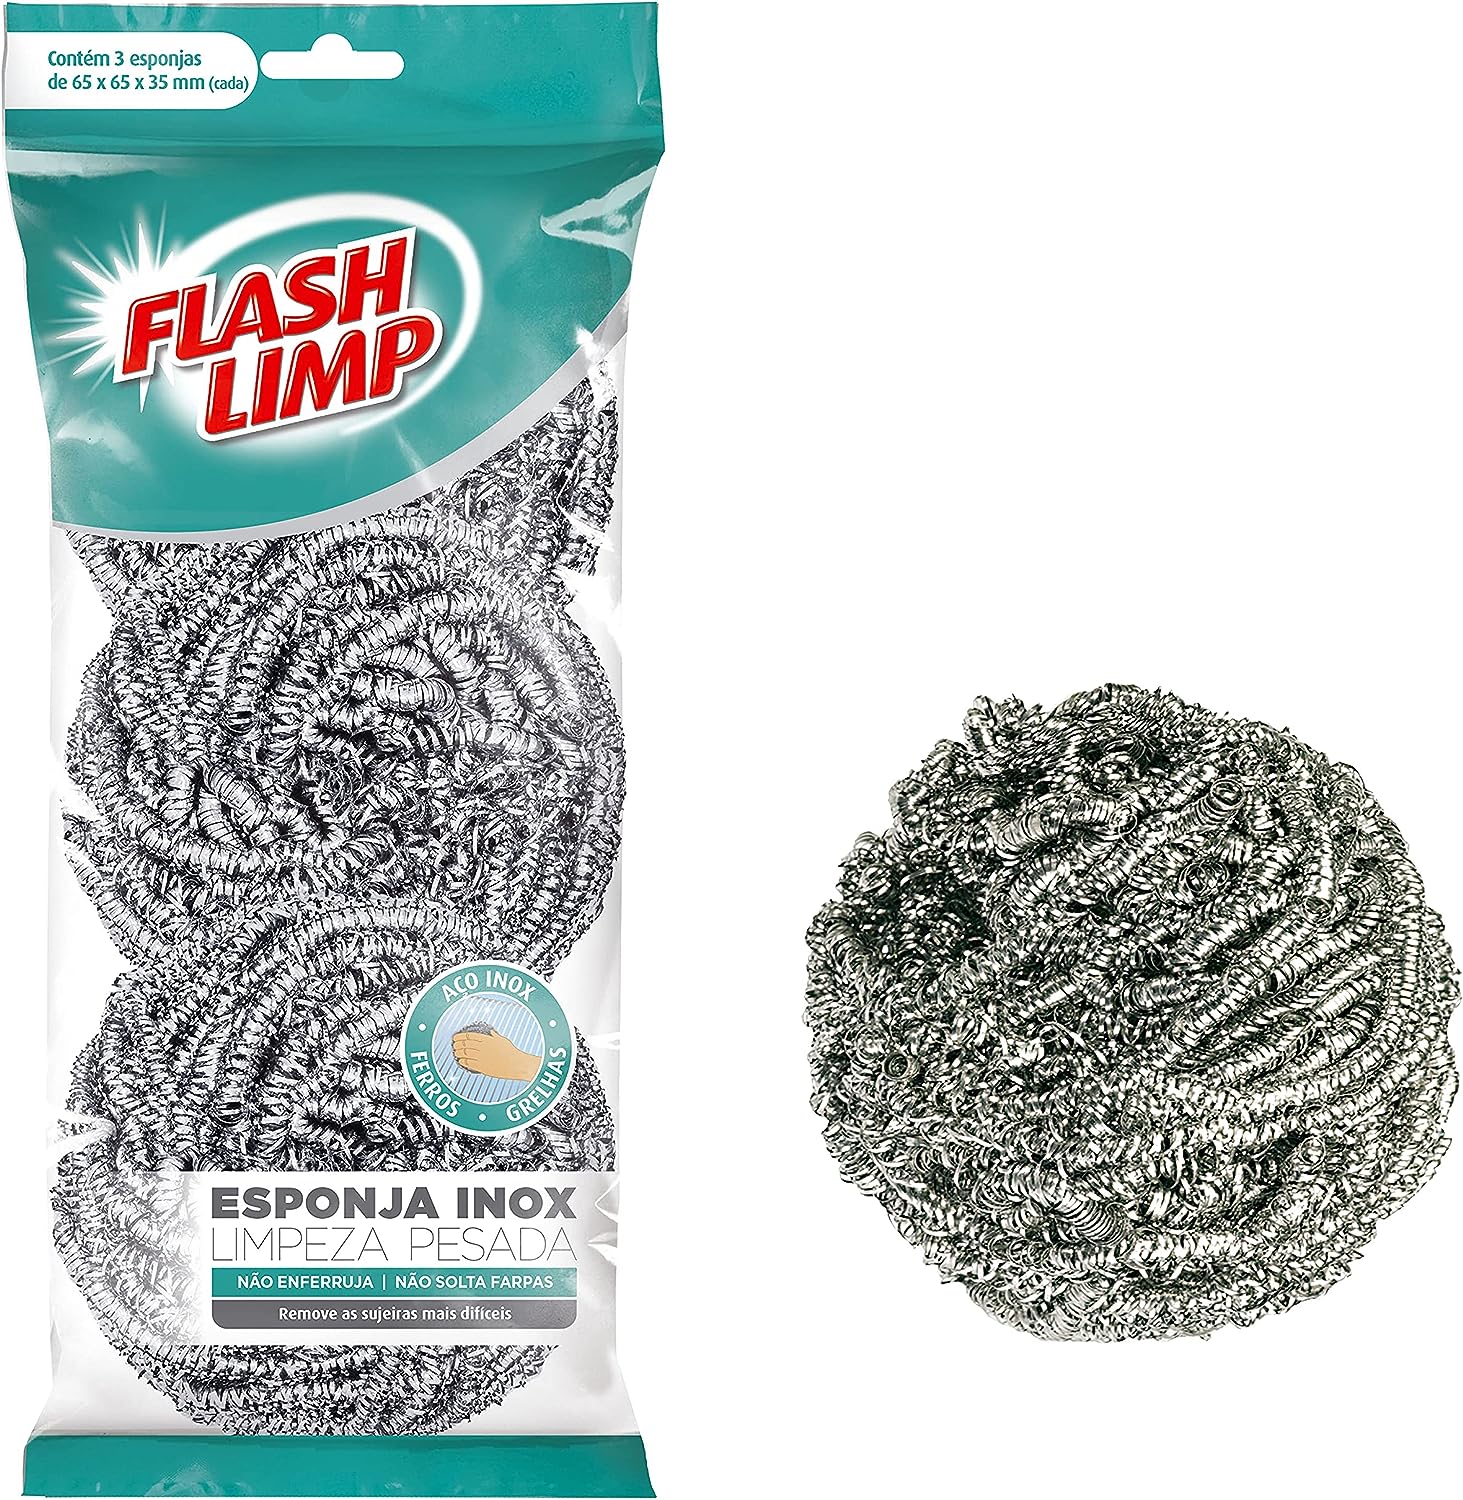 Contém 3 esponjas
de 65 x 65 x 35 mm (cada)
FLASH
LIMP
AÇO INOX
FERROS • GRELHAS
ESPONJA INOX
LIMPEZA PESADA
NÃO ENFERRUJA | NÃO SOLTA FARPAS
Remove as sujeiras mais difíceis